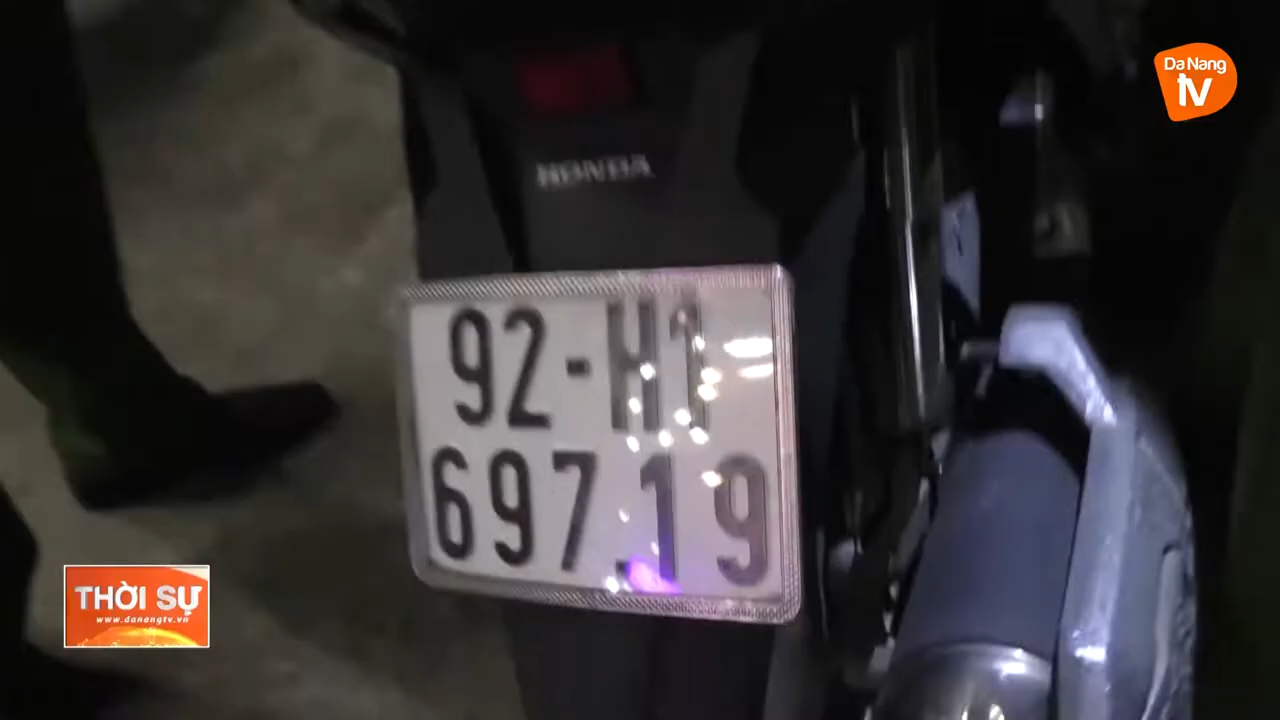 Da Nang
tv
HONDA
92-H1
697.19
THỜI SỰ
www.danangtv.vn